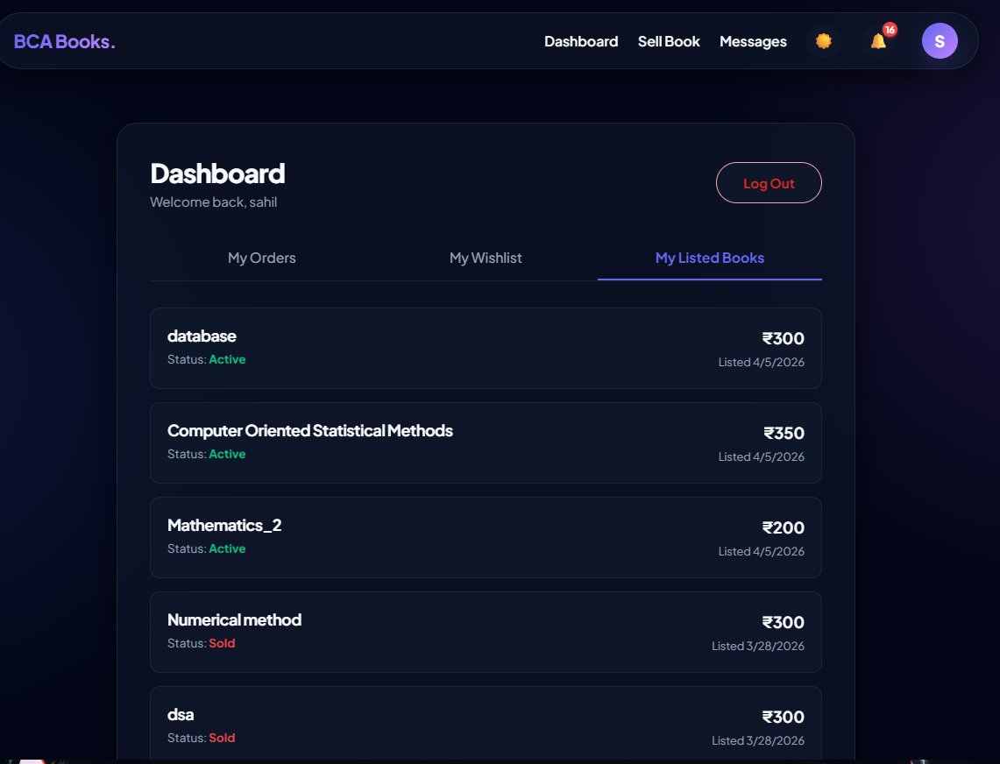 BCA Books.
Dashboard
Sell Book
Messages
16
S
Dashboard
Welcome back, sahil
Log Out
My Orders
My Wishlist
My Listed Books
database
Status: Active
₹300
Listed 4/5/2026
Computer Oriented Statistical Methods
Status: Active
₹350
Listed 4/5/2026
Mathematics_2
Status: Active
₹200
Listed 4/5/2026
Numerical method
Status: Sold
₹300
Listed 3/28/2026
dsa
Status: Sold
₹300
Listed 3/28/2026